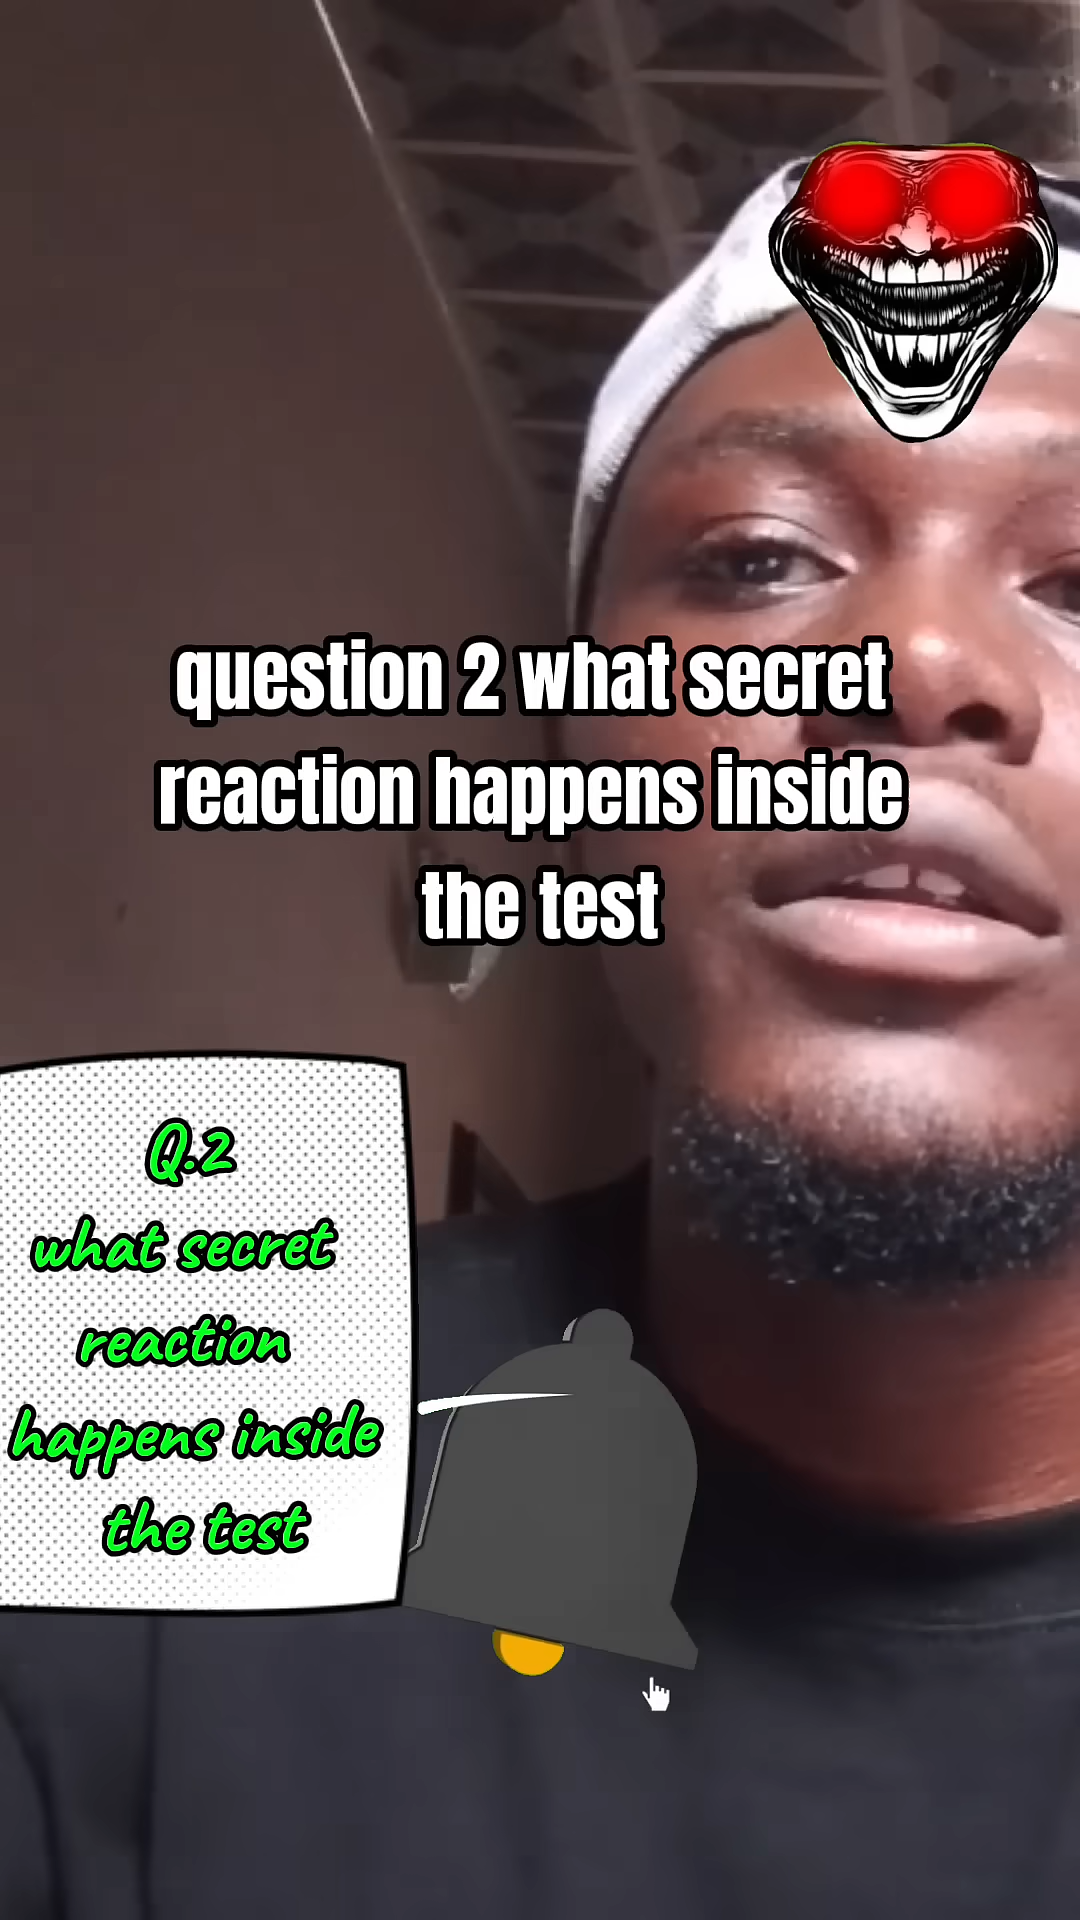 question 2 what secret
reaction happens inside
the test
Q.2
what secret
reaction
happens inside
the test